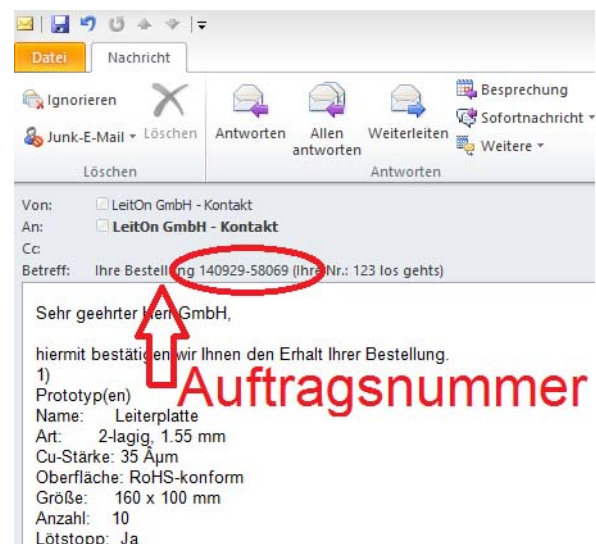 Datei Nachricht
Ignorieren
Junk-E-Mail Löschen Antworten Allen antworten Weiterleiten
Besprechung
Sofortnachricht
Weitere
Löschen Antworten
Von: LeitOn GmbH - Kontakt
An: LeitOn GmbH - Kontakt
Cc:
Betreff: Ihre Bestellung 140929-58069 (Ihre Nr.: 123 los gehts)
Sehr geehrter Herr GmbH,
hiermit bestätigen wir Ihnen den Erhalt Ihrer Bestellung.
1)
Auftragsnummer
Prototyp(en)
Name: Leiterplatte
Art: 2-lagig, 1.55 mm
Cu-Stärke: 35 Âµm
Oberfläche: RoHS-konform
Größe: 160 x 100 mm
Anzahl: 10
Lötstopp: Ja